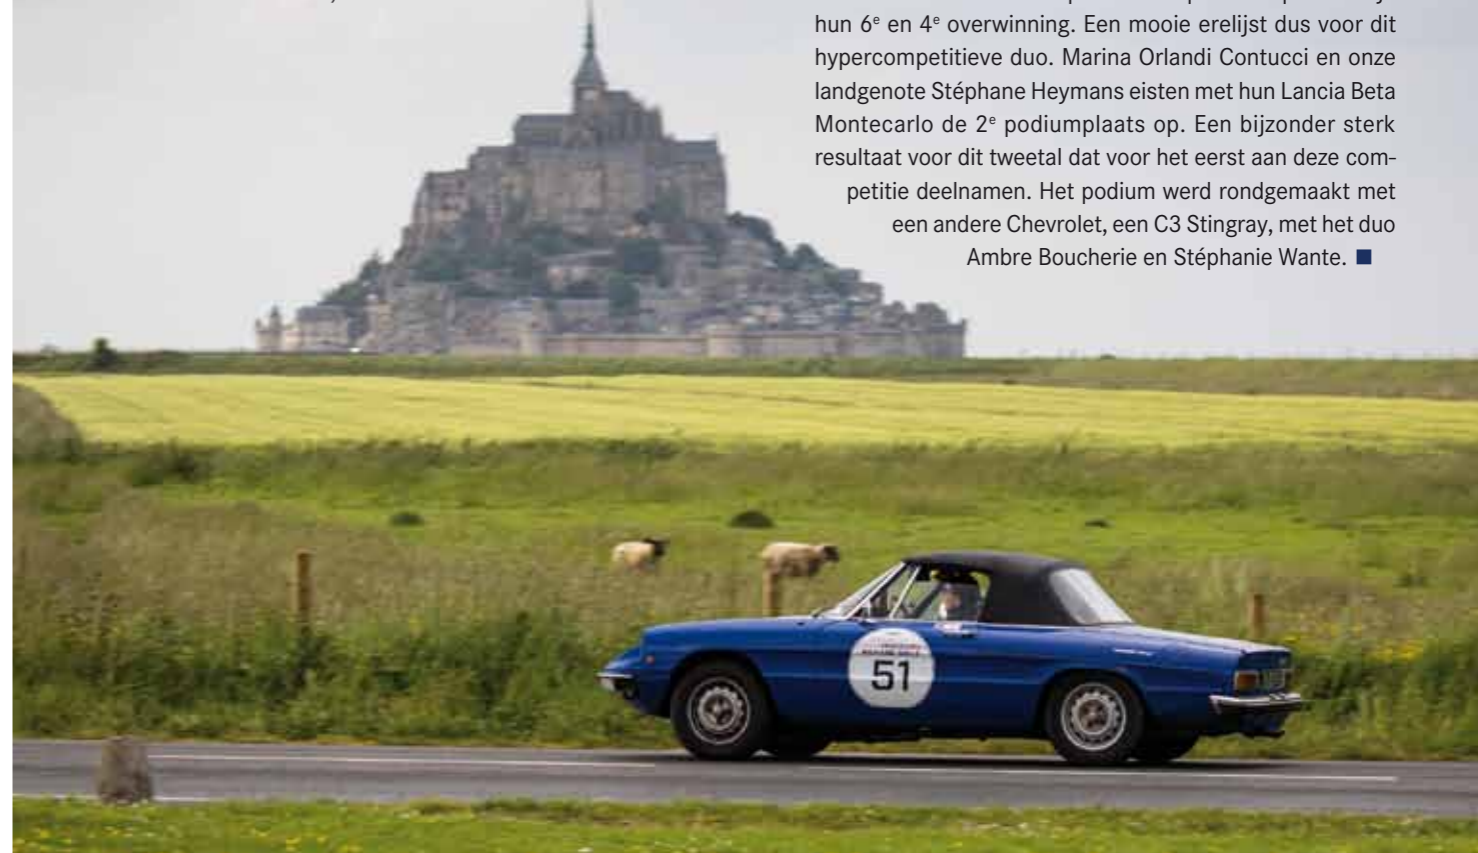 hun 6ᵉ en 4ᵉ overwinning. Een mooie erelijst dus voor dit
hypercompetitieve duo. Marina Orlandi Contucci en onze
landgenote Stéphane Heymans eisten met hun Lancia Beta
Montecarlo de 2ᵉ podiumplaats op. Een bijzonder sterk
resultaat voor dit tweetal dat voor het eerst aan deze com-
petitie deelnamen. Het podium werd rondgemaakt met
een andere Chevrolet, een C3 Stingray, met het duo
Ambre Boucherie en Stéphanie Wante. ■
51